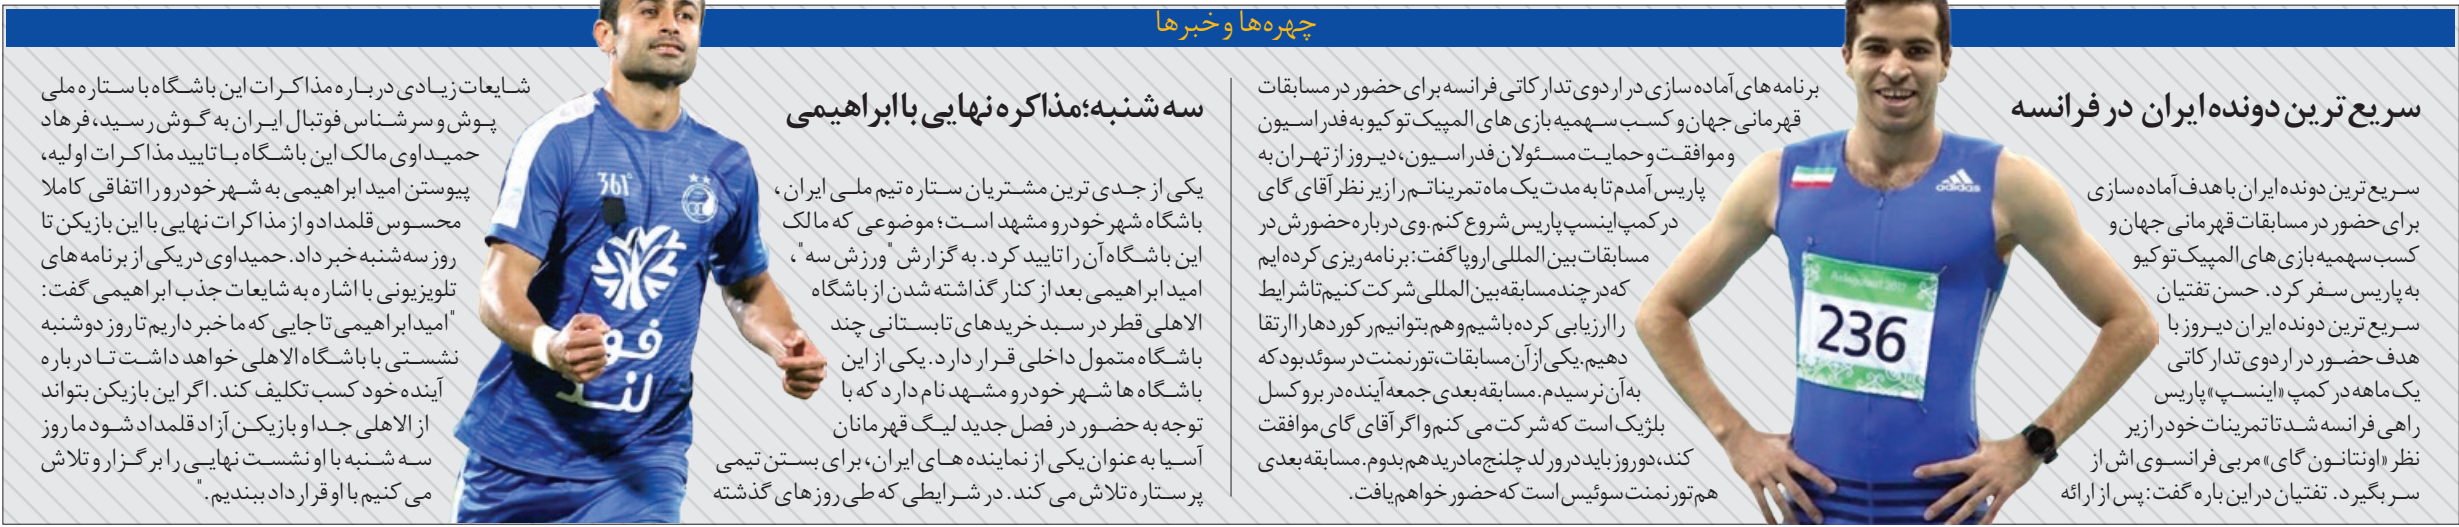 چهره‌ها و خبرها
سریع ترین دونده ایران در فرانسه
سریع ترین دونده ایران با هدف آماده سازی
برای حضور در مسابقات قهرمانی جهان و
کسب سهمیه بازی های المپیک توکیو
به پاریس سفر کرد. حسن تفتیان
سریع ترین دونده ایران دیروز با
هدف حضور در اردوی تدارکاتی
یک ماهه در کمپ «اینسپ» پاریس
راهی فرانسه شد تا تمرینات خود را زیر
نظر «اونتانون گای» مربی فرانسوی اش از
سر بگیرد. تفتیان در این باره گفت: پس از ارائه
برنامه های آماده سازی در اردوی تدارکاتی فرانسه برای حضور در مسابقات
قهرمانی جهان و کسب سهمیه بازی های المپیک توکیو به فدراسیون
و موافقت و حمایت مسئولان فدراسیون، دیروز از تهران به
پاریس آمدم تا به مدت یک ماه تمریناتم را زیر نظر آقای گای
در کمپ اینسپ پاریس شروع کنم. وی درباره حضورش در
مسابقات بین المللی اروپا گفت: برنامه ریزی کرده ایم
که در چند مسابقه بین المللی شرکت کنیم تا شرایط
را ارزیابی کرده باشیم و هم بتوانیم رکوردها را ارتقا
دهیم. یکی از آن مسابقات، تورنمنت در سوئد بود که
به آن نرسیدم. مسابقه بعدی جمعه آینده در بروکسل
بلژیک است که شرکت می کنم و اگر آقای گای موافقت
کند، دو روز باید در ورلد چلنج مادرید هم بدوم. مسابقه بعدی
هم تورنمنت سوئیس است که حضور خواهم یافت.
adidas
236
سه شنبه؛ مذاکره نهایی با ابراهیمی
یکی از جدی ترین مشتریان ستاره تیم ملی ایران،
باشگاه شهر خودرو مشهد است؛ موضوعی که مالک
این باشگاه آن را تایید کرد. به گزارش "ورزش سه"،
امید ابراهیمی بعد از کنار گذاشته شدن از باشگاه
الاهلی قطر در سبد خریدهای تابستانی چند
باشگاه متمول داخلی قرار دارد. یکی از این
باشگاه ها شهر خودرو مشهد نام دارد که با
توجه به حضور در فصل جدید لیگ قهرمانان
آسیا به عنوان یکی از نماینده های ایران، برای بستن تیمی
پرستاره تلاش می کند. در شرایطی که طی روزهای گذشته
شایعات زیادی درباره مذاکرات این باشگاه با ستاره ملی
پوش و سرشناس فوتبال ایران به گوش رسید، فرهاد
حمیداوی مالک این باشگاه با تایید مذاکرات اولیه،
پیوستن امید ابراهیمی به شهر خودرو را اتفاقی کاملا
محسوس قلمداد و از مذاکرات نهایی با این بازیکن تا
روز سه شنبه خبر داد. حمیداوی در یکی از برنامه های
تلویزیونی با اشاره به شایعات جذب ابراهیمی گفت:
"امید ابراهیمی تا جایی که ما خبر داریم تا روز دوشنبه
نشستی با باشگاه الاهلی خواهد داشت تا درباره
آینده خود کسب تکلیف کند. اگر این بازیکن بتواند
از الاهلی جدا و بازیکن آزاد قلمداد شود ما روز
سه شنبه با او نشست نهایی را برگزار و تلاش
می کنیم با او قرارداد ببندیم."
361°